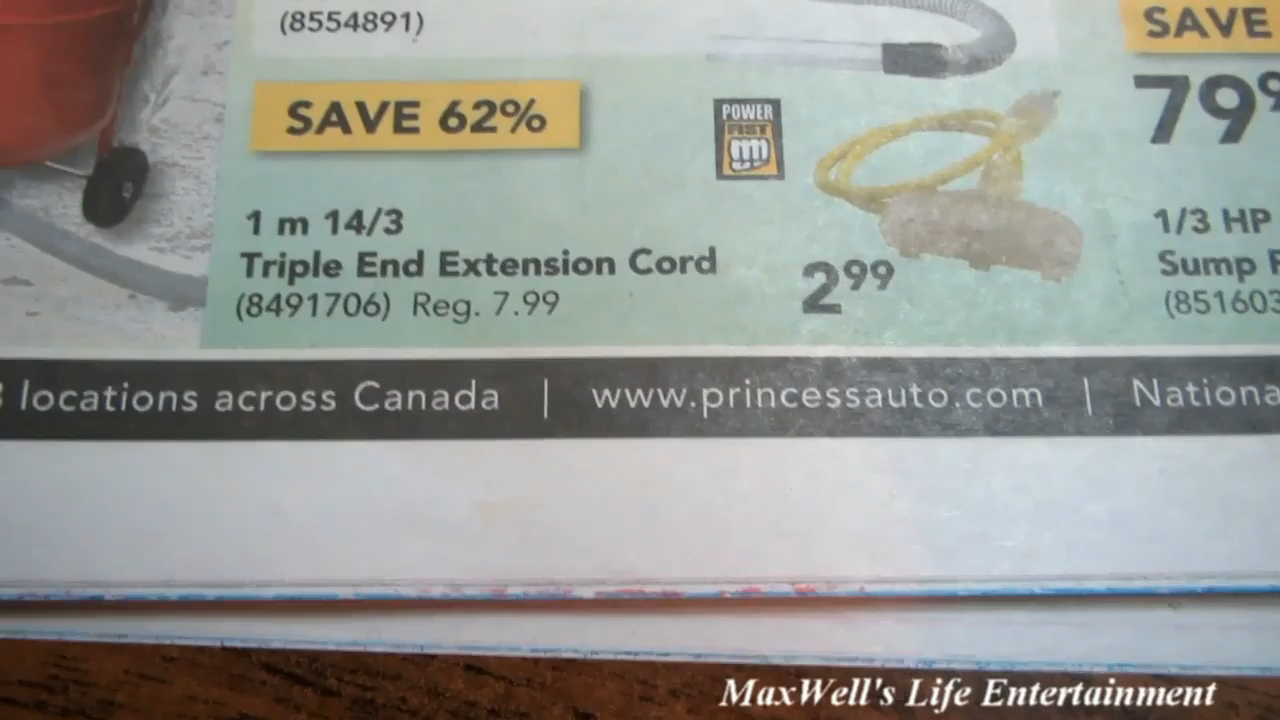 (8554891)
SAVE 62%
POWER
FIST
1 m 14/3
Triple End Extension Cord
(8491706) Reg. 7.99
2.99
SAVE
79
1/3 HP
Sump
(851603
locations across Canada | www.princessauto.com | Nationa
MaxWell's Life Entertainment